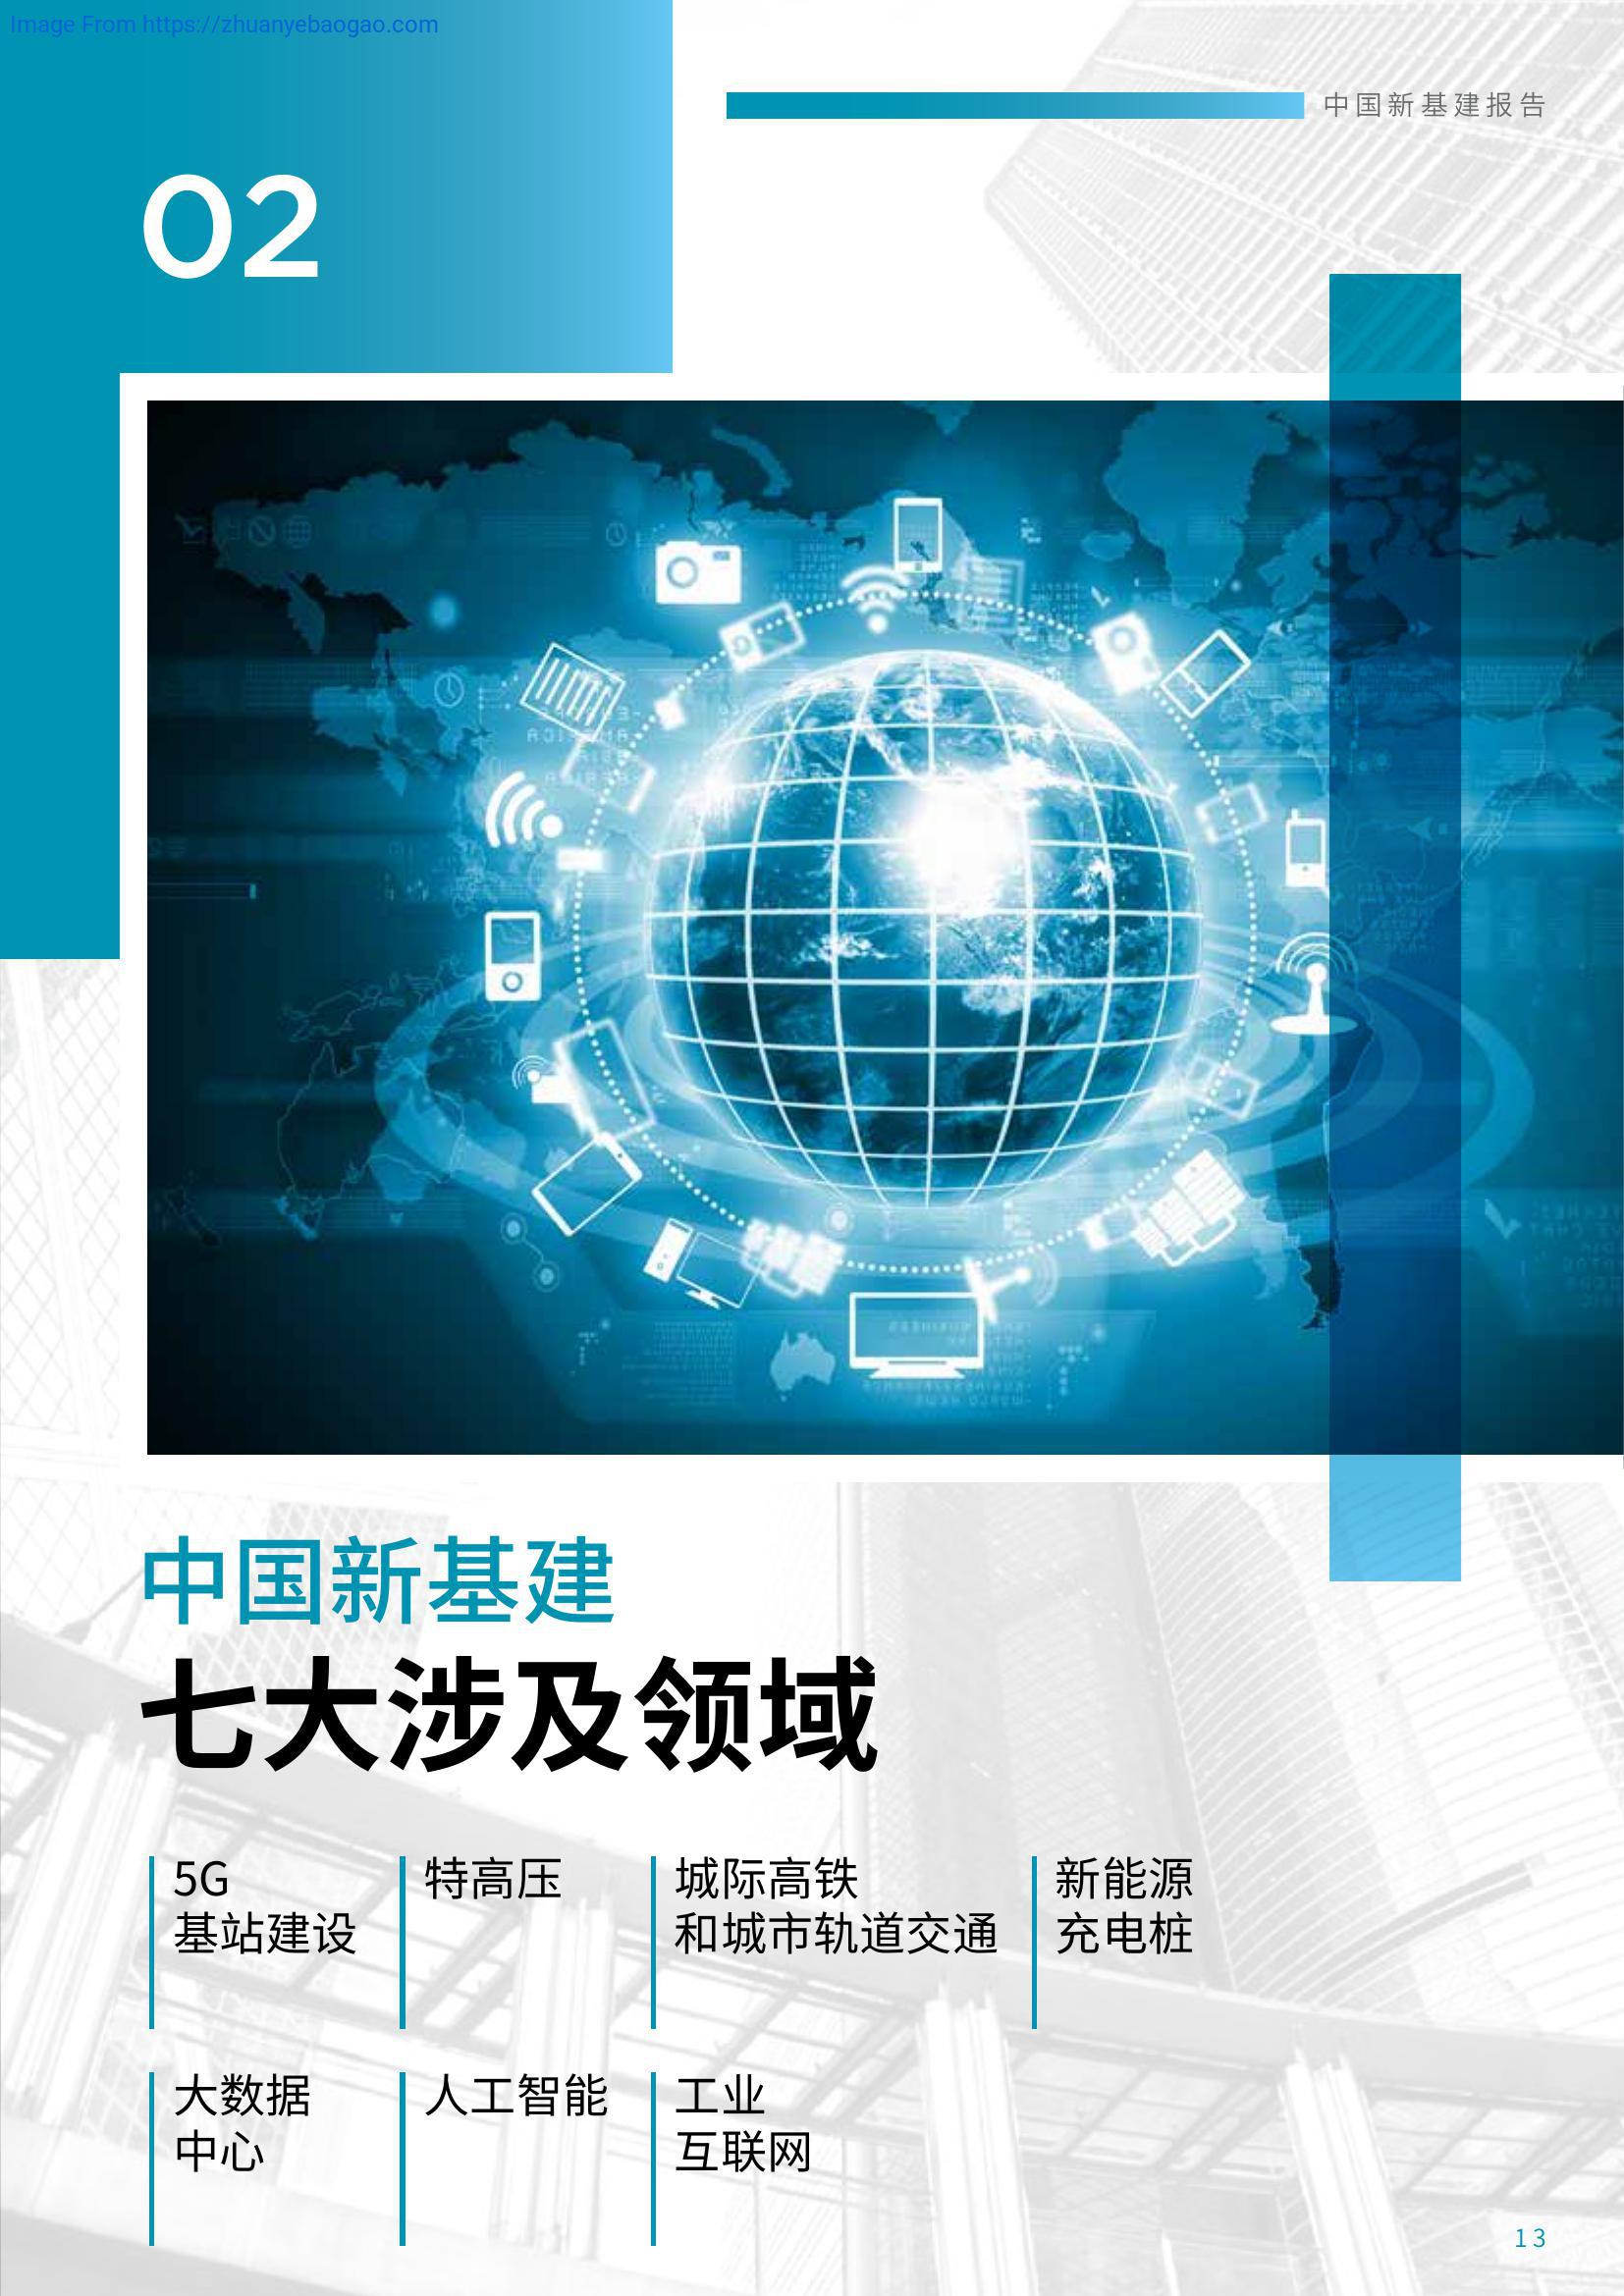 Image From https://zhuanyebaogao.com
中国新基建报告
02
中国新基建
七大涉及领域
5G
基站建设
特高压
城际高铁
和城市轨道交通
新能源
充电桩
大数据
中心
人工智能
工业
互联网
13